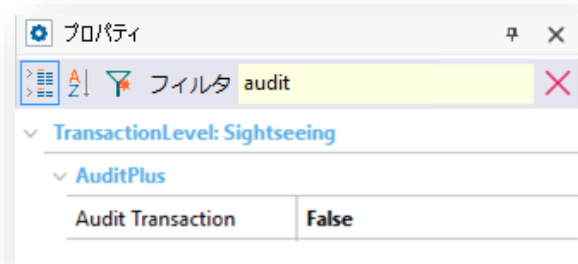 プロパティ
A Z フィルタ audit
TransactionLevel: Sightseeing
AuditPlus
Audit Transaction False